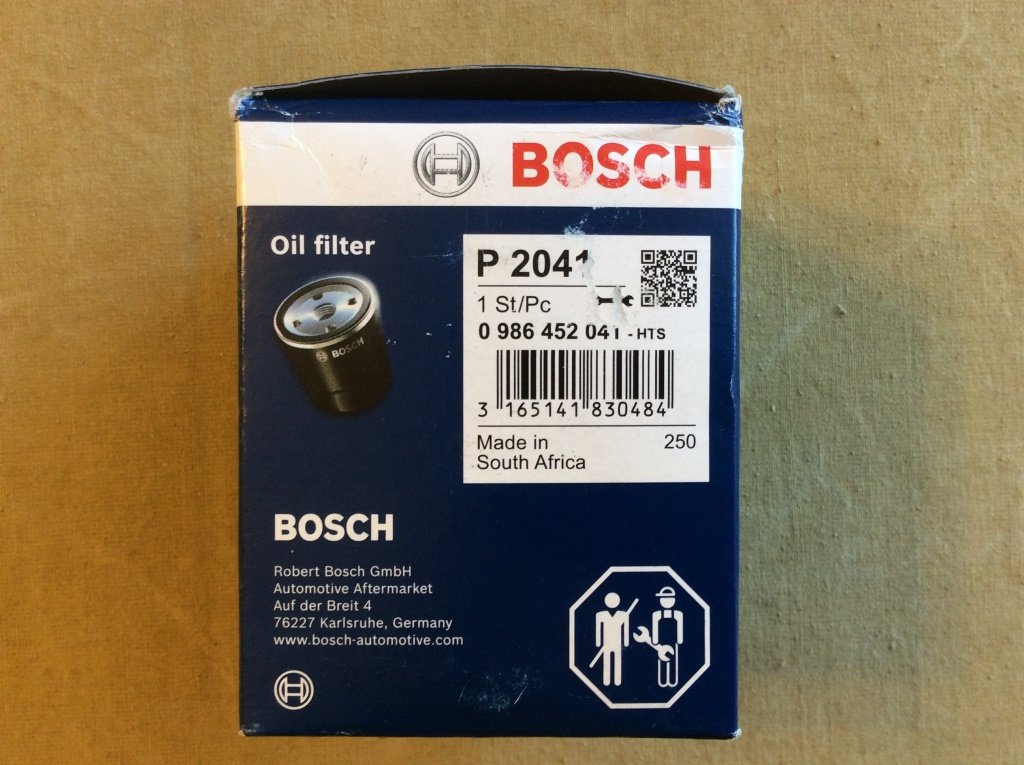 BOSCH
Oil filter
P 2041
1 St/Pc
0 986 452 041 - HTS
3 165141 830484
Made in 250
South Africa
BOSCH
BOSCH
Robert Bosch GmbH
Automotive Aftermarket
Auf der Breit 4
76227 Karlsruhe, Germany
www.bosch-automotive.com